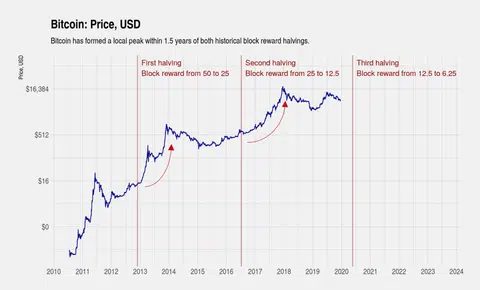 Bitcoin: Price, USD
Bitcoin has formed a local peak within 1.5 years of both historical block reward halvings.
Price, USD
First halving
Block reward from 50 to 25
Second halving
Block reward from 25 to 12.5
Third halving
Block reward from 12.5 to 6.25
$16,384
$512
$16
$0
2010 2011 2012 2013 2014 2015 2016 2017 2018 2019 2020 2021 2022 2023 2024